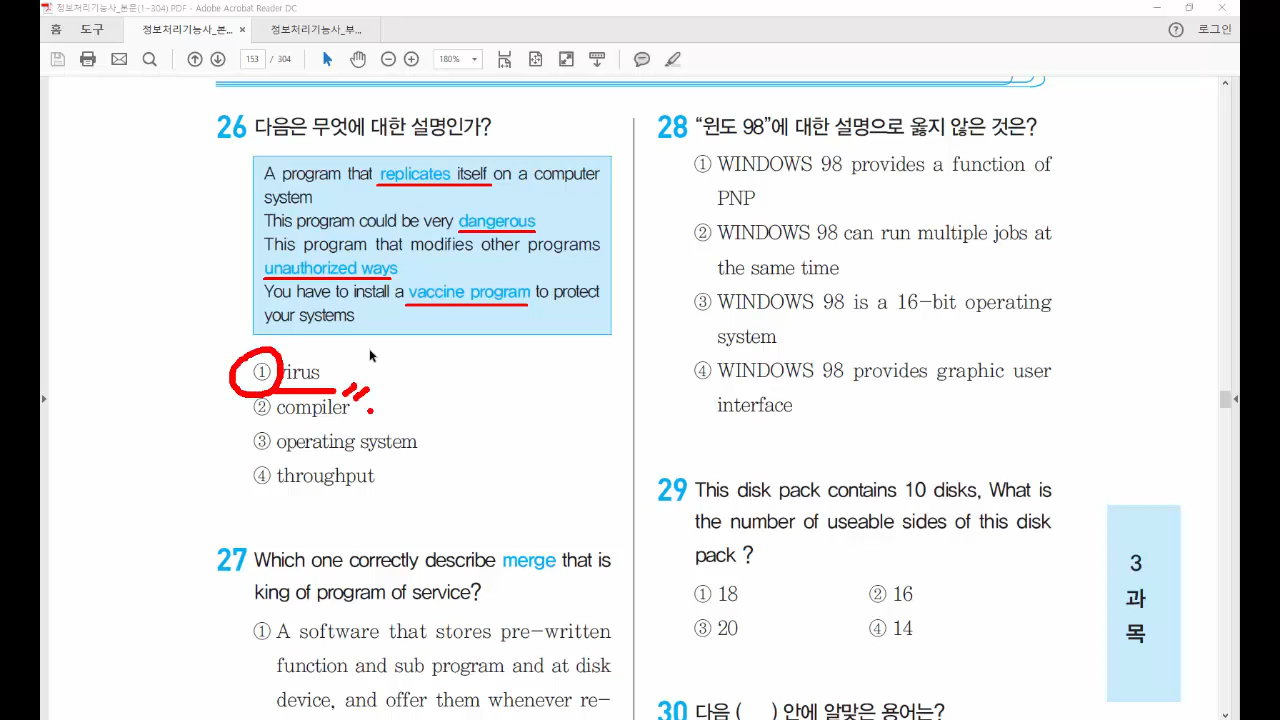 정보처리기능사_본문(1-304).PDF - Adobe Acrobat Reader DC
홈 도구 정보처리기능사_본... × 정보처리기능사_부... 로그인
153 / 304 180%
26 다음은 무엇에 대한 설명인가?
A program that replicates itself on a computer
system
This program could be very dangerous
This program that modifies other programs
unauthorized ways
You have to install a vaccine program to protect
your systems
① virus
② compiler
③ operating system
④ throughput
27 Which one correctly describe merge that is
king of program of service?
① A software that stores pre-written
function and sub program and at disk
device, and offer them whenever re-
28 “윈도 98”에 대한 설명으로 옳지 않은 것은?
① WINDOWS 98 provides a function of
PNP
② WINDOWS 98 can run multiple jobs at
the same time
③ WINDOWS 98 is a 16-bit operating
system
④ WINDOWS 98 provides graphic user
interface
29 This disk pack contains 10 disks, What is
the number of useable sides of this disk
pack ?
① 18 ② 16
③ 20 ④ 14
30 다음 ( ) 안에 알맞은 용어는?
3
과
목